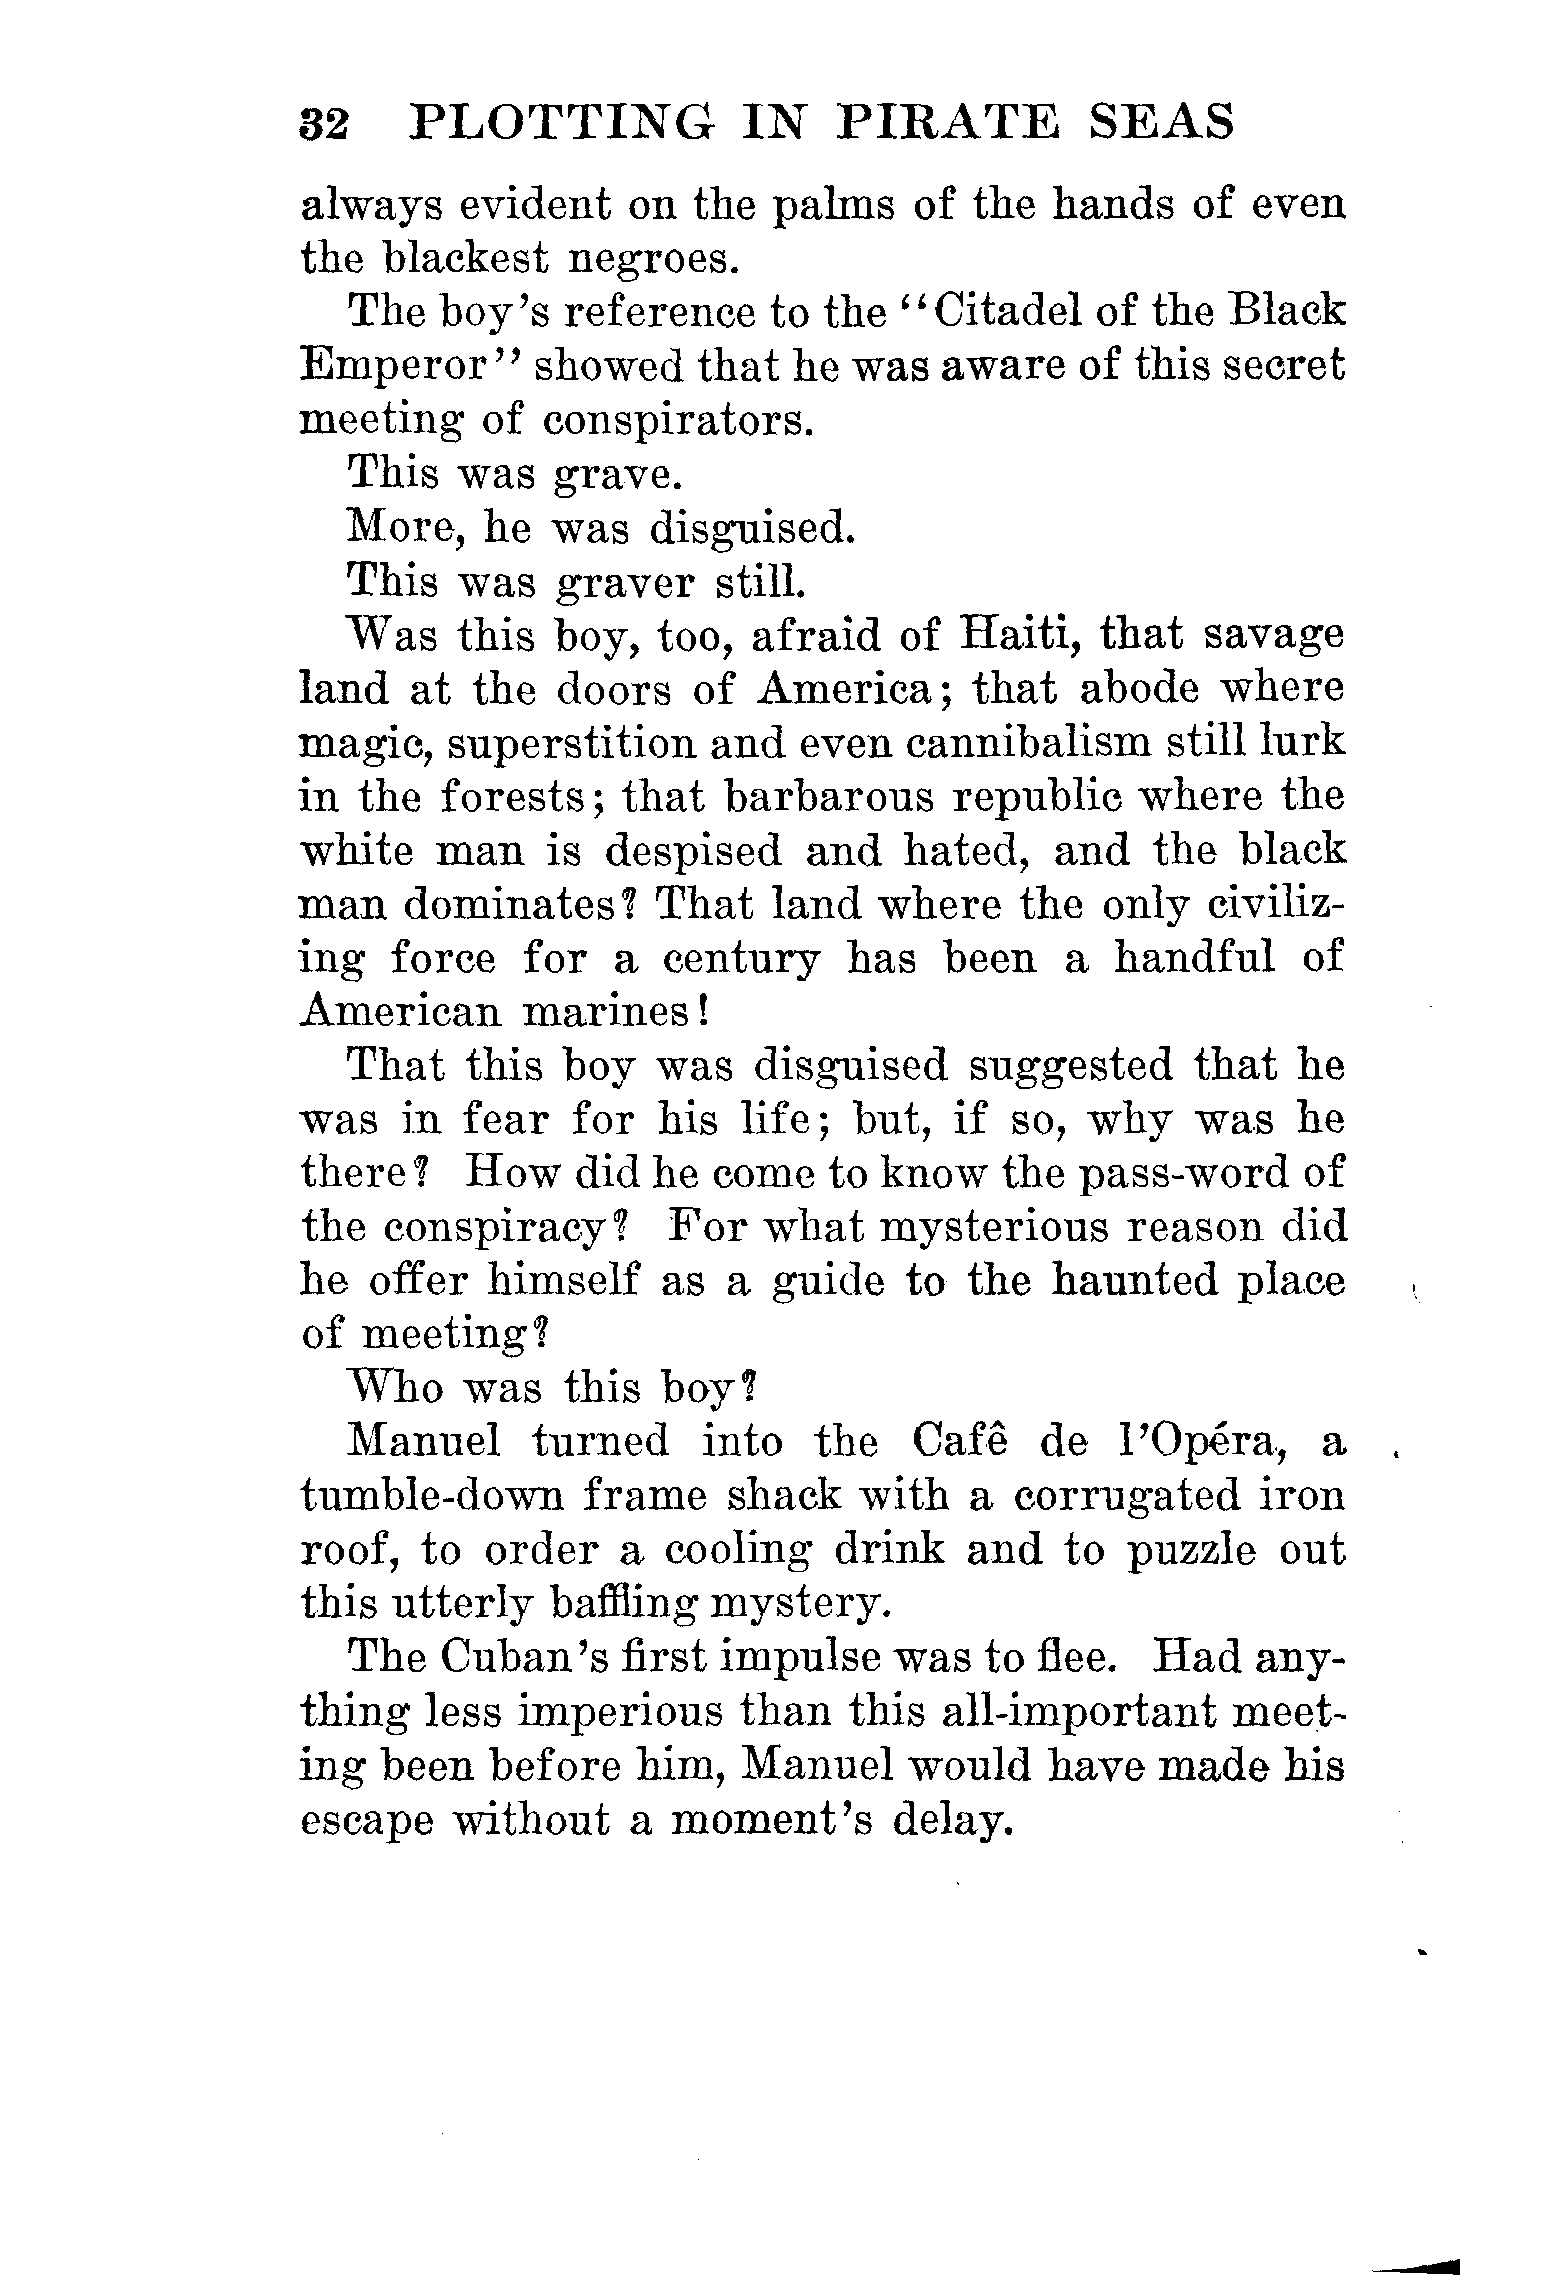 32 PLOTTING IN PIRATE SEAS
always evident on the palms of the hands of even
the blackest negroes.
The boy's reference to the "Citadel of the Black
Emperor" showed that he was aware of this secret
meeting of conspirators.
This was grave.
More, he was disguised.
This was graver still.
Was this boy, too, afraid of Haiti, that savage
land at the doors of America; that abode where
magic, superstition and even cannibalism still lurk
in the forests; that barbarous republic where the
white man is despised and hated, and the black
man dominates? That land where the only civiliz-
ing force for a century has been a handful of
American marines!
That this boy was disguised suggested that he
was in fear for his life; but, if so, why was he
there? How did he come to know the pass-word of
the conspiracy? For what mysterious reason did
he offer himself as a guide to the haunted place
of meeting?
Who was this boy?
Manuel turned into the Cafê de l'Opéra, a
tumble-down frame shack with a corrugated iron
roof, to order a cooling drink and to puzzle out
this utterly baffling mystery.
The Cuban's first impulse was to flee. Had any-
thing less imperious than this all-important meet-
ing been before him, Manuel would have made his
escape without a moment's delay.